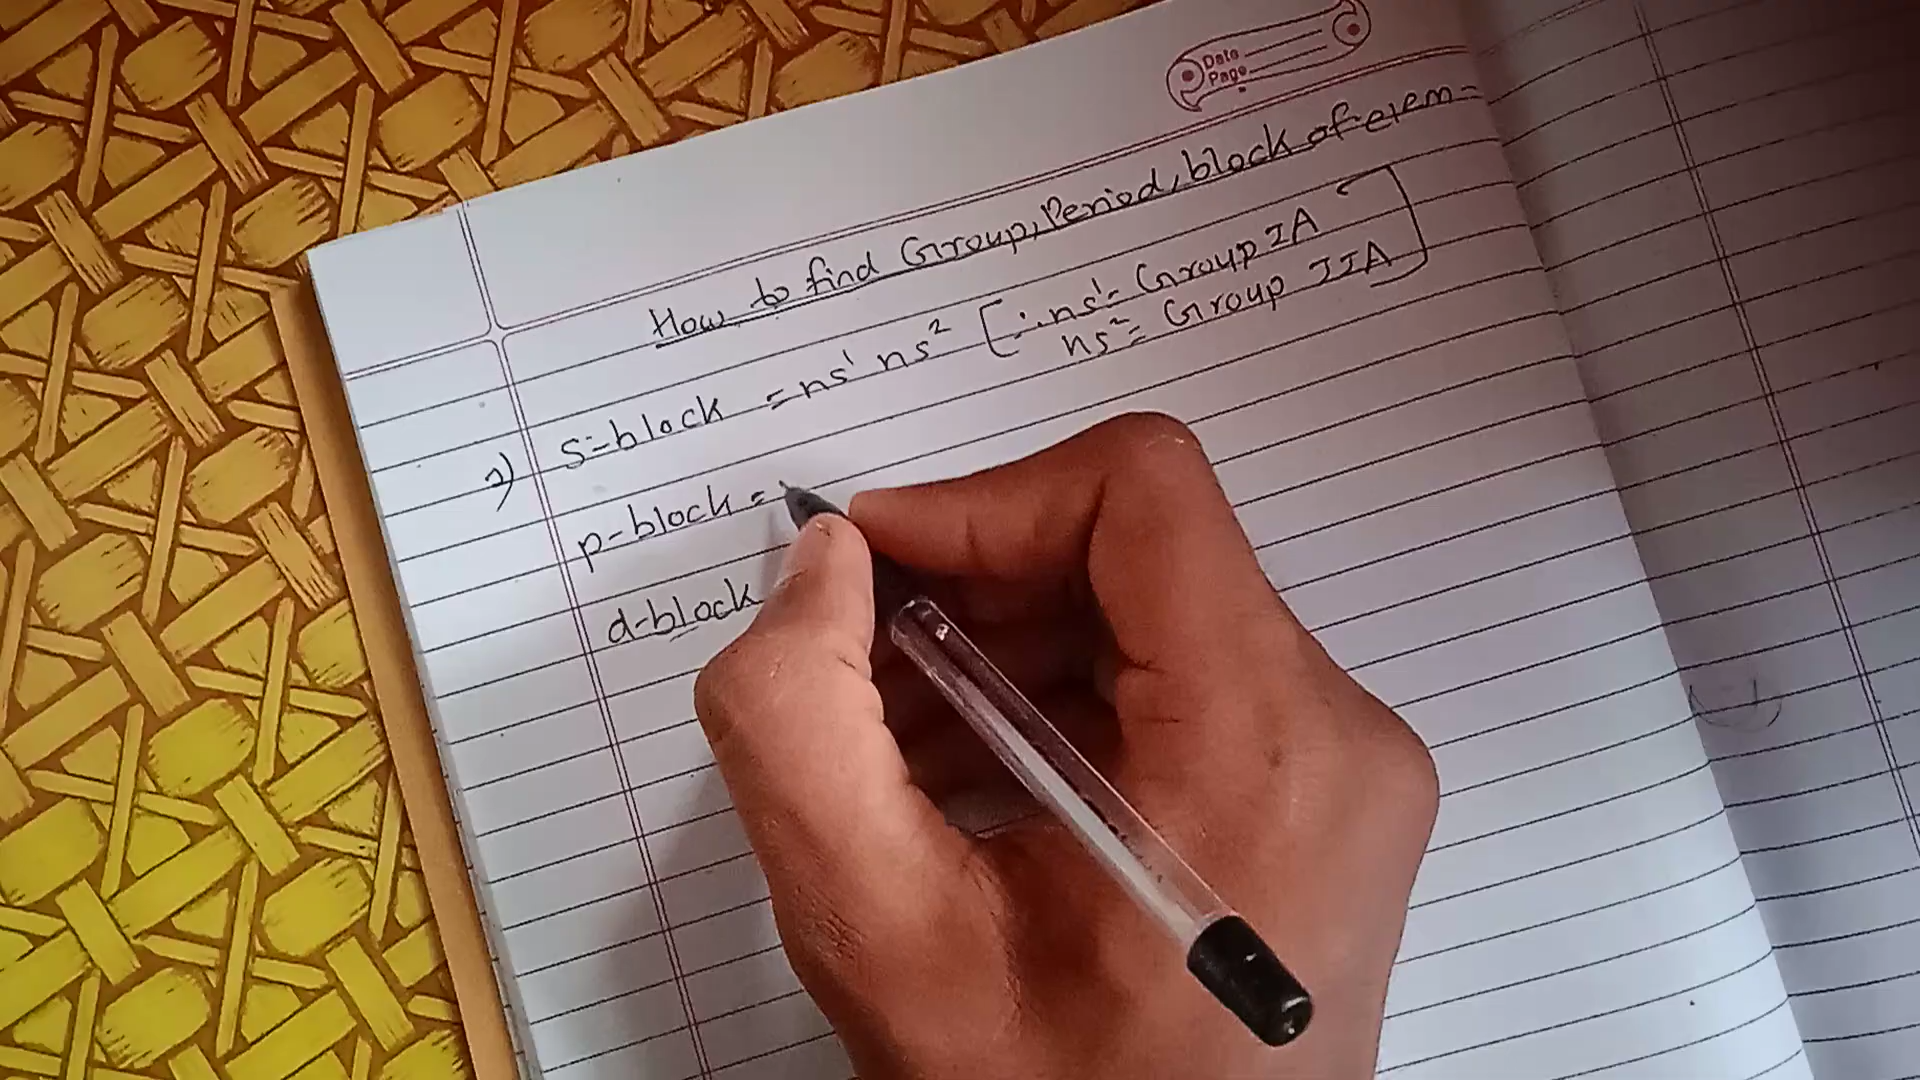 Date
Page
How to find Group, Period, block of elem-
1) s-block = ns¹ ns² [∴ ns¹ = Group IA
ns² = Group IIA]
p-block =
d-block